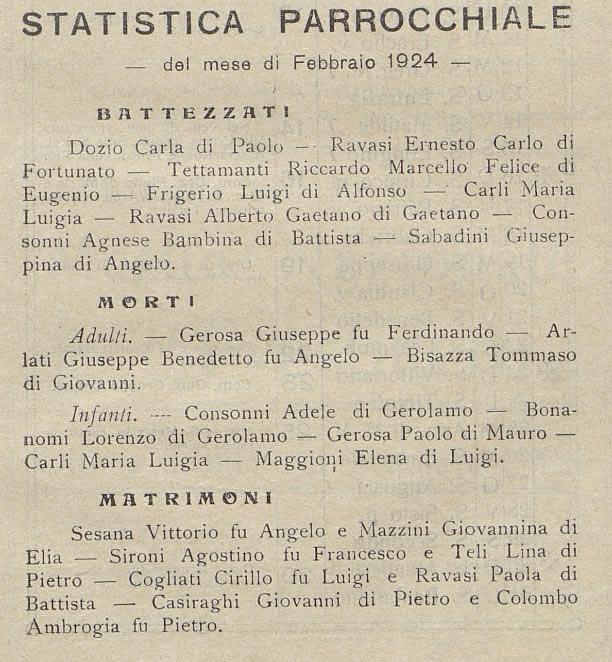 STATISTICA PARROCCHIALE
— del mese di Febbraio 1924 —
BATTEZZATI
Dozio Carla di Paolo — Ravasi Ernesto Carlo di
Fortunato — Tettamanti Riccardo Marcello Felice di
Eugenio — Frigerio Luigi di Alfonso — Carli Maria
Luigia — Ravasi Alberto Gaetano di Gaetano — Con-
sonni Agnese Bambina di Battista — Sabadini Giusep-
pina di Angelo.
MORTI
Adulti. — Gerosa Giuseppe fu Ferdinando — Ar-
lati Giuseppe Benedetto fu Angelo — Bisazza Tommaso
di Giovanni.
Infanti. — Consonni Adele di Gerolamo — Bona-
nomi Lorenzo di Gerolamo — Gerosa Paolo di Mauro —
Carli Maria Luigia — Maggioni Elena di Luigi.
MATRIMONI
Sesana Vittorio fu Angelo e Mazzini Giovannina di
Elia — Sironi Agostino fu Francesco e Teli Lina di
Pietro — Cogliati Cirillo fu Luigi e Ravasi Paola di
Battista — Casiraghi Giovanni di Pietro e Colombo
Ambrogia fu Pietro.